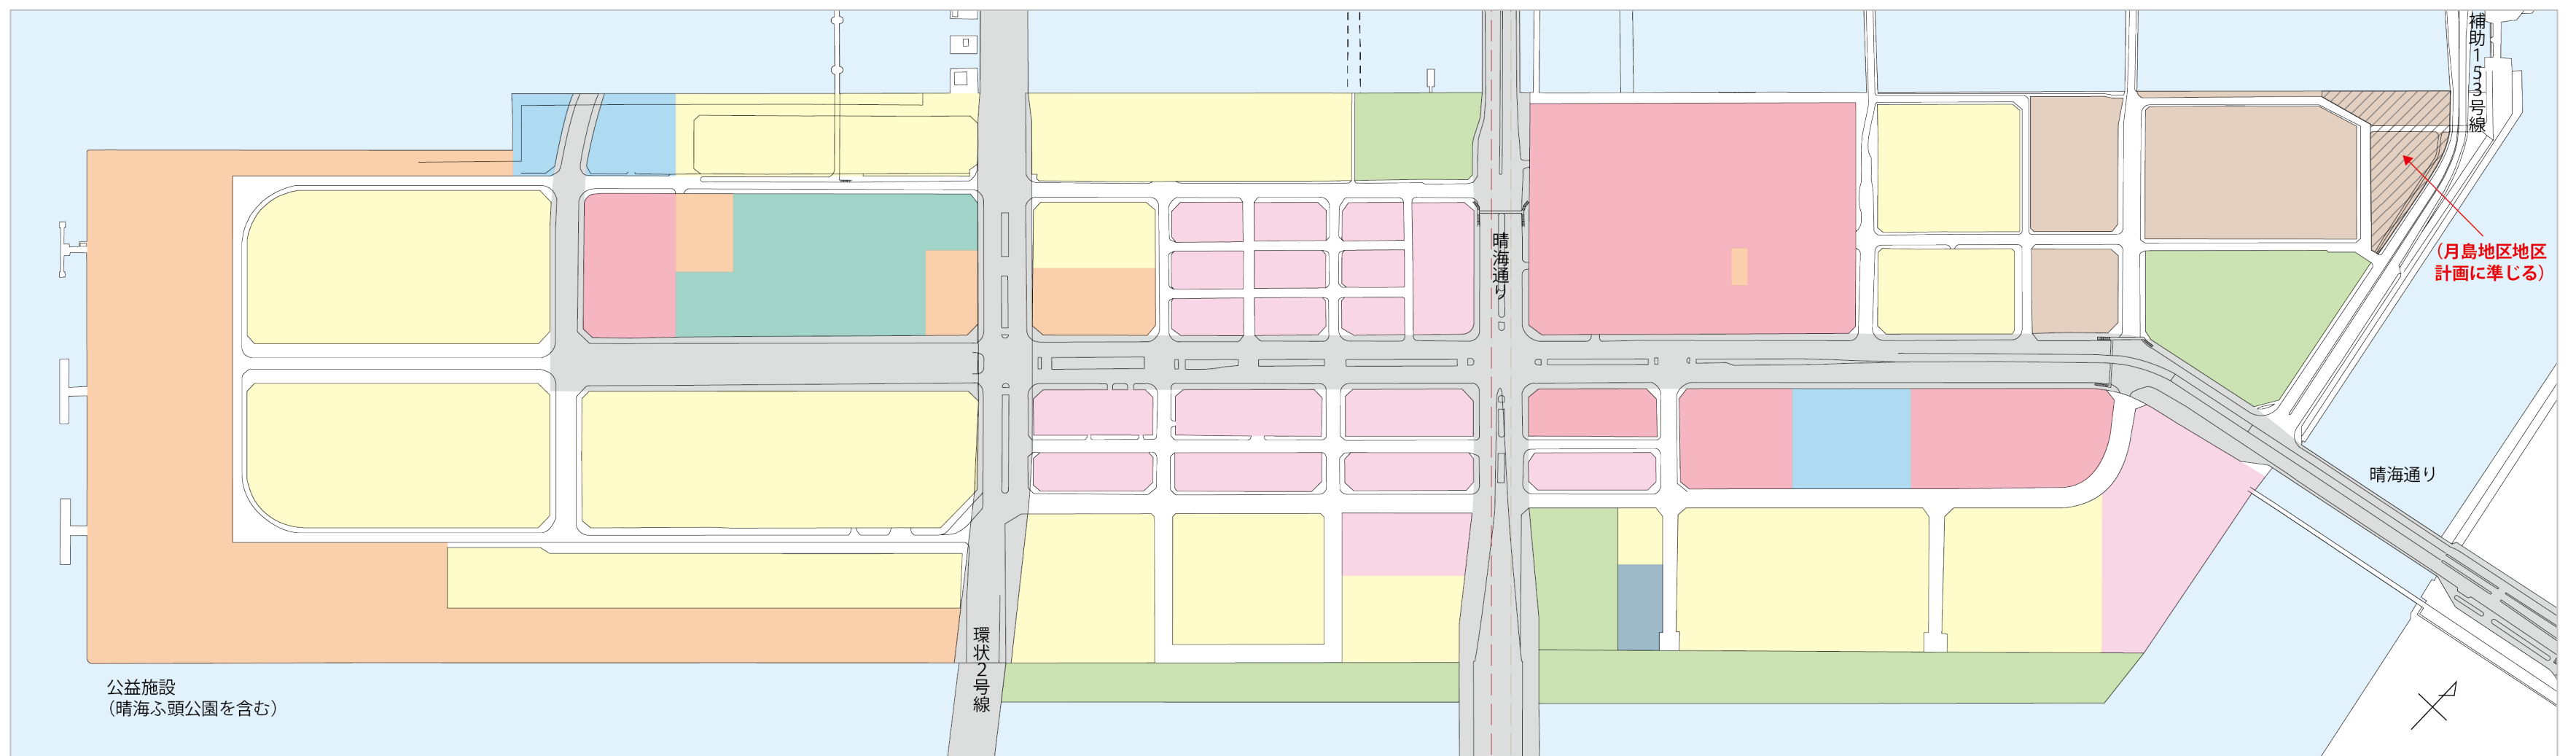 補助153号線
晴海通り
（月島地区地区
計画に準じる）
晴海通り
環状2号線
公益施設
（晴海ふ頭公園を含む）